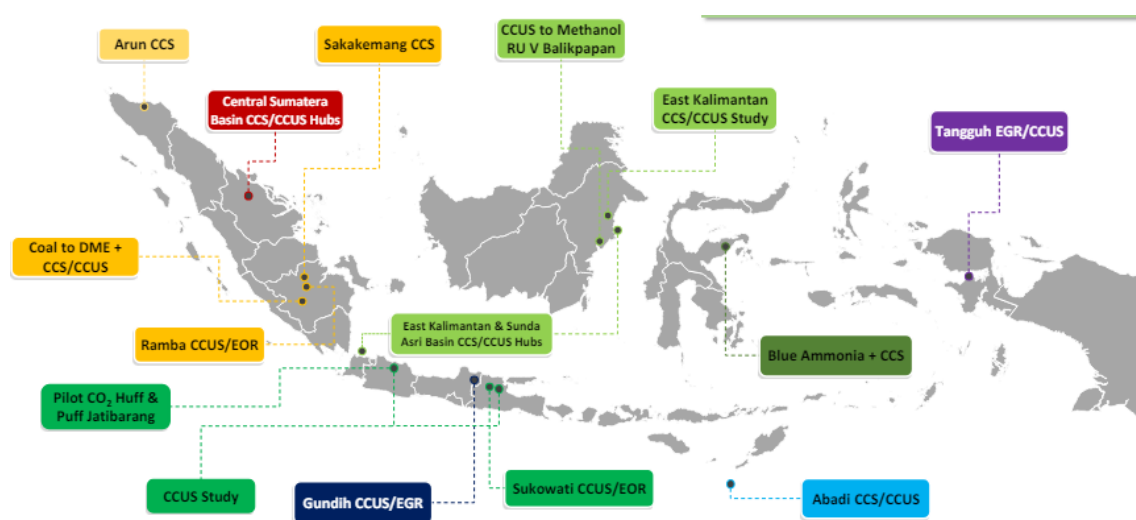 Arun CCS
Sakakemang CCS
CCUS to Methanol
RU V Balikpapan
Central Sumatera
Basin CCS/CCUS Hubs
East Kalimantan
CCS/CCUS Study
Tangguh EGR/CCUS
Coal to DME +
CCS/CCUS
Ramba CCUS/EOR
East Kalimantan & Sunda
Asri Basin CCS/CCUS Hubs
Blue Ammonia + CCS
Pilot CO₂ Huff &
Puff Jatibarang
CCUS Study
Gundih CCUS/EGR
Sukowati CCUS/EOR
Abadi CCS/CCUS